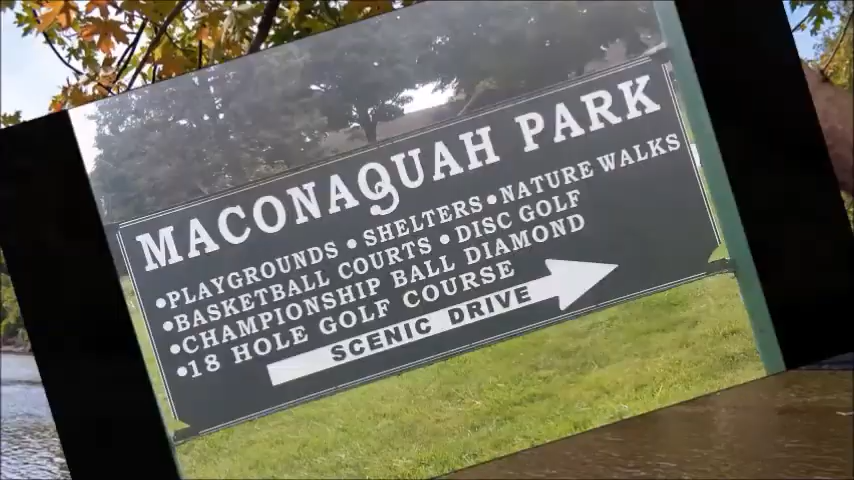 MACONAQUAH PARK
•PLAYGROUNDS •SHELTERS•NATURE WALKS
•BASKETBALL COURTS •DISC GOLF
•CHAMPIONSHIP BALL DIAMOND
•18 HOLE GOLF COURSE
SCENIC DRIVE